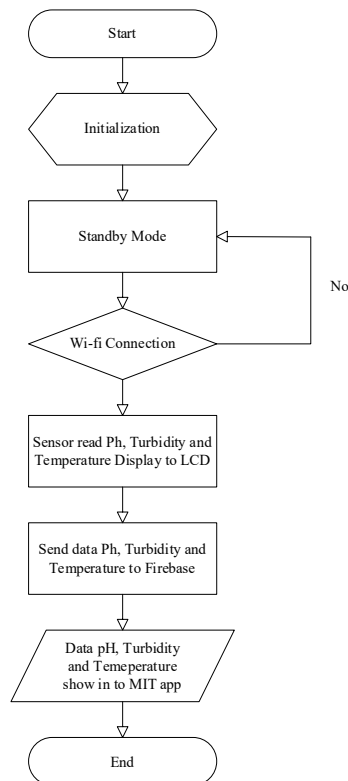 Start
Initialization
Standby Mode
No
Wi-fi Connection
Sensor read Ph, Turbidity and
Temperature Display to LCD
Send data Ph, Turbidity and
Temperature to Firebase
Data pH, Turbidity
and Temeperature
show in to MIT app
End